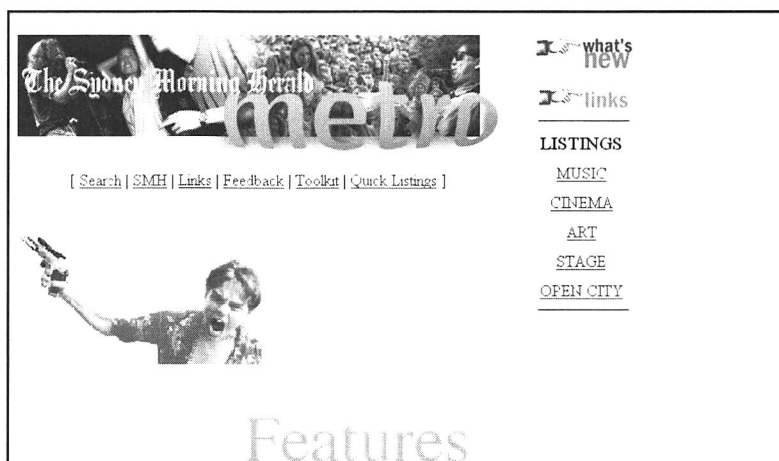 The Sydney Morning Herald
metro
[ Search | SMH | Links | Feedback | Toolkit | Quick Listings ]
what's
new
links
LISTINGS
MUSIC
CINEMA
ART
STAGE
OPEN CITY
Features